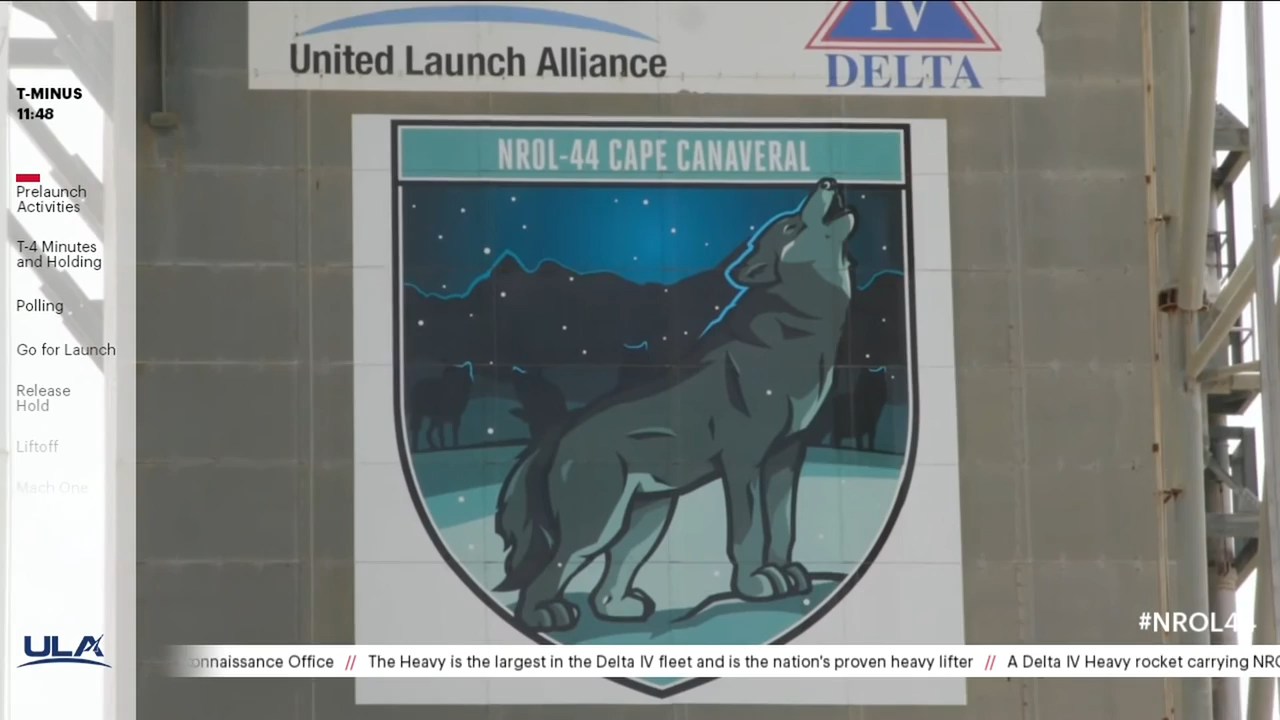 United Launch Alliance
IV
DELTA
T-MINUS
11:48
NROL-44 CAPE CANAVERAL
Prelaunch
Activities
T-4 Minutes
and Holding
Polling
Go for Launch
Release
Hold
Liftoff
Mach One
#NROL44
ULA
onnaissance Office // The Heavy is the largest in the Delta IV fleet and is the nation's proven heavy lifter // A Delta IV Heavy rocket carrying NRO